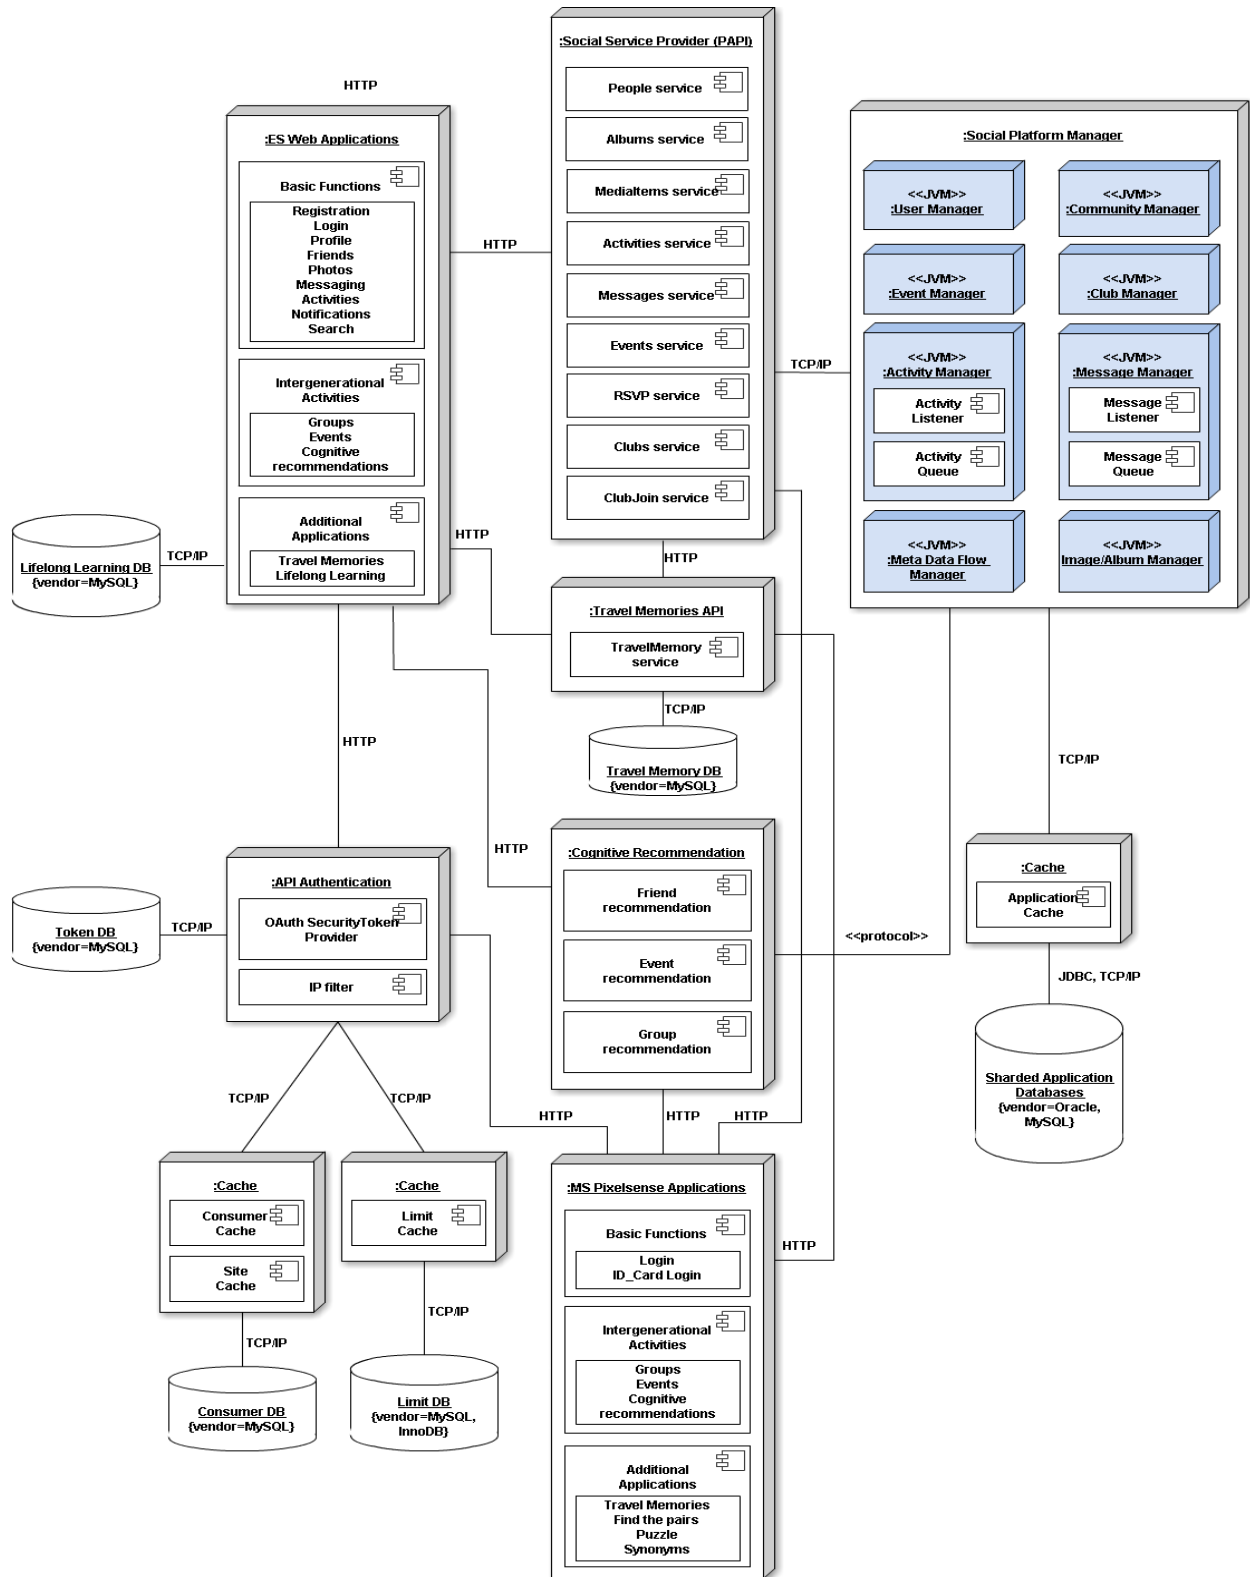 :Social Service Provider (PAPI)
People service
Albums service
MediaItems service
Activities service
Messages service
Events service
RSVP service
Clubs service
ClubJoin service
HTTP
:ES Web Applications
Basic Functions
Registration
Login
Profile
Friends
Photos
Messaging
Activities
Notifications
Search
Intergenerational
Activities
Groups
Events
Cognitive
recommendations
Additional
Applications
Travel Memories
Lifelong Learning
HTTP
:Social Platform Manager
<<JVM>>
:User Manager
<<JVM>>
:Community Manager
<<JVM>>
:Event Manager
<<JVM>>
:Club Manager
<<JVM>>
:Activity Manager
Activity
Listener
Activity
Queue
<<JVM>>
:Message Manager
Message
Listener
Message
Queue
<<JVM>>
:Meta Data Flow
Manager
<<JVM>>
Image/Album Manager
TCP/IP
Lifelong Learning DB
{vendor=MySQL}
TCP/IP
HTTP
HTTP
:Travel Memories API
TravelMemory
service
TCP/IP
Travel Memory DB
{vendor=MySQL}
HTTP
HTTP
TCP/IP
:Cache
Application
Cache
JDBC, TCP/IP
Sharded Application
Databases
{vendor=Oracle,
MySQL}
<<protocol>>
:Cognitive Recommendation
Friend
recommendation
Event
recommendation
Group
recommendation
:API Authentication
OAuth SecurityToken
Provider
IP filter
Token DB
{vendor=MySQL}
TCP/IP
TCP/IP
TCP/IP
HTTP
HTTP
HTTP
HTTP
:Cache
Consumer
Cache
Site
Cache
:Cache
Limit
Cache
TCP/IP
TCP/IP
Consumer DB
{vendor=MySQL}
Limit DB
{vendor=MySQL,
InnoDB}
:MS Pixelsense Applications
Basic Functions
Login
ID_Card Login
Intergenerational
Activities
Groups
Events
Cognitive
recommendations
Additional
Applications
Travel Memories
Find the pairs
Puzzle
Synonyms